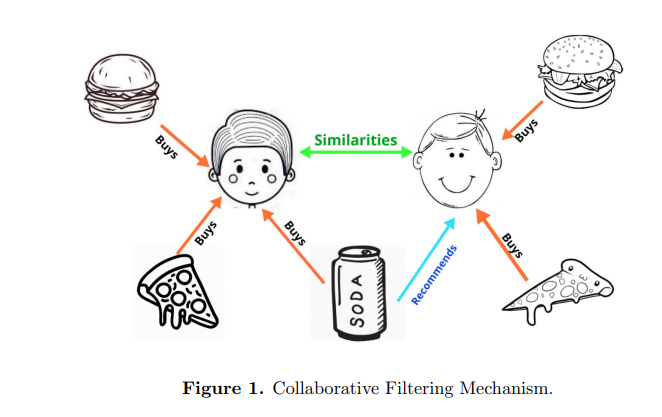 Buys
Similarities
Buys
Buys
Buys
SODA
Recommends
Buys
Figure 1. Collaborative Filtering Mechanism.